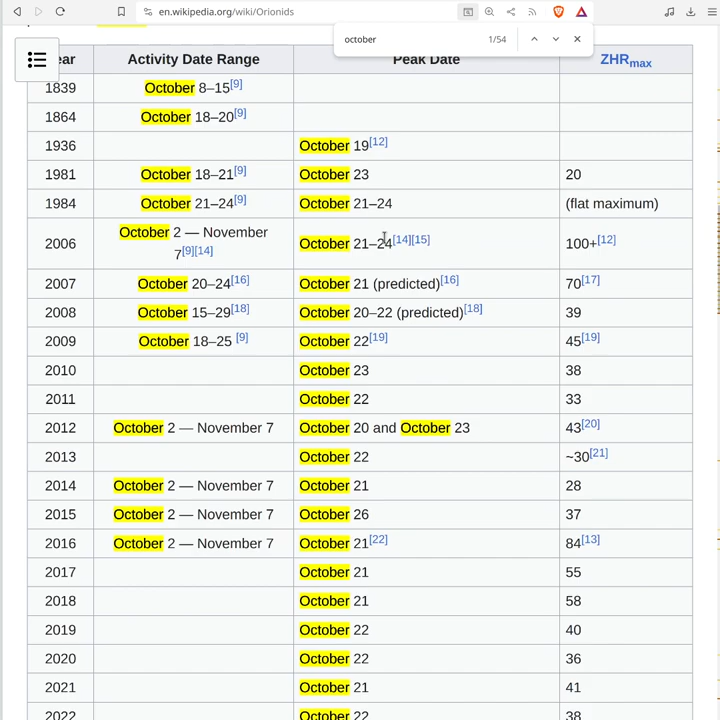 en.wikipedia.org/wiki/Orionids
october 1/54
ear Activity Date Range Peak Date ZHRmax
1839 October 8–15[9]
1864 October 18–20[9]
1936 October 19[12]
1981 October 18–21[9] October 23 20
1984 October 21–24[9] October 21–24 (flat maximum)
2006 October 2 — November 7[9][14] October 21–24[14][15] 100+[12]
2007 October 20–24[16] October 21 (predicted)[16] 70[17]
2008 October 15–29[18] October 20–22 (predicted)[18] 39
2009 October 18–25 [9] October 22[19] 45[19]
2010 October 23 38
2011 October 22 33
2012 October 2 — November 7 October 20 and October 23 43[20]
2013 October 22 ~30[21]
2014 October 2 — November 7 October 21 28
2015 October 2 — November 7 October 26 37
2016 October 2 — November 7 October 21[22] 84[13]
2017 October 21 55
2018 October 21 58
2019 October 22 40
2020 October 22 36
2021 October 21 41
2022 October 22 38